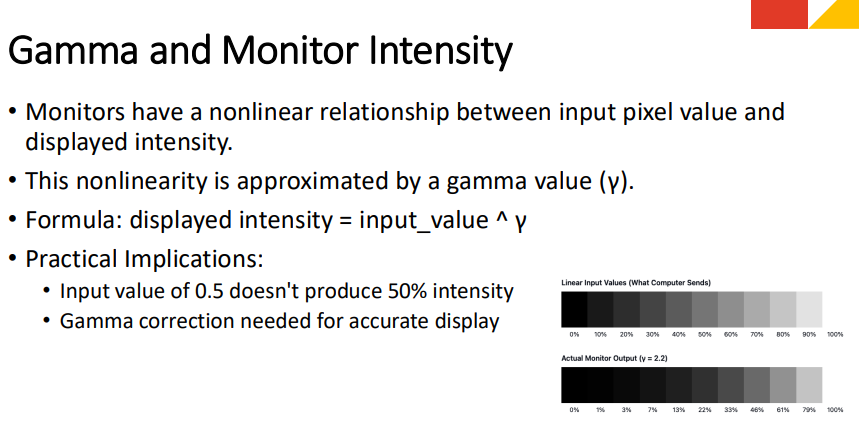 Gamma and Monitor Intensity
• Monitors have a nonlinear relationship between input pixel value and
displayed intensity.
• This nonlinearity is approximated by a gamma value (γ).
• Formula: displayed intensity = input_value ^ γ
• Practical Implications:
• Input value of 0.5 doesn't produce 50% intensity
• Gamma correction needed for accurate display
Linear Input Values (What Computer Sends)
0% 10% 20% 30% 40% 50% 60% 70% 80% 90% 100%
Actual Monitor Output (γ = 2.2)
0% 1% 3% 7% 13% 22% 33% 46% 61% 79% 100%